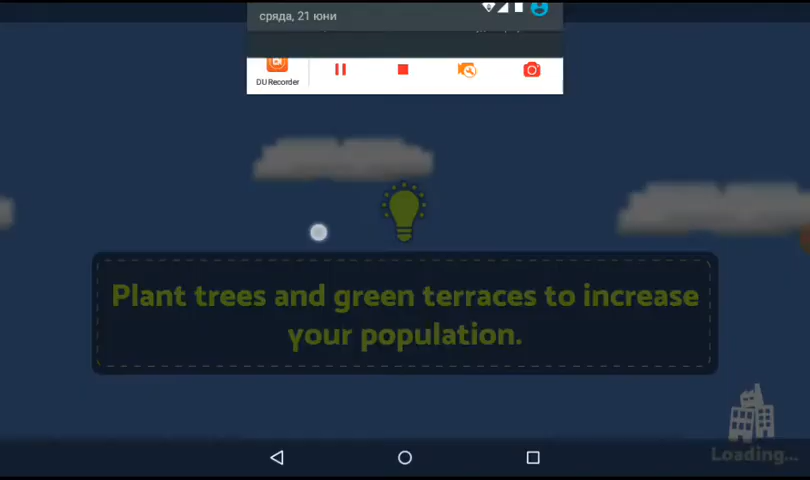 сряда, 21 юни
DU Recorder
Plant trees and green terraces to increase
your population.
Loading...